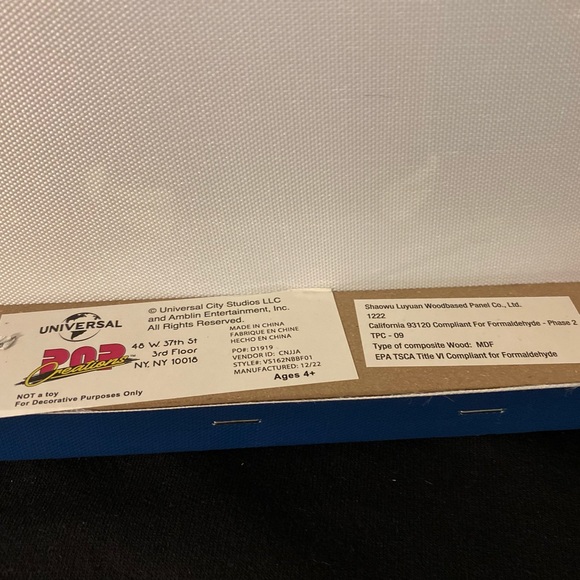 UNIVERSAL
© Universal City Studios LLC
and Amblin Entertainment, Inc.
All Rights Reserved.
POP
Creations™
48 W. 37th St
3rd Floor
NY, NY 10018
MADE IN CHINA
FABRIQUE EN CHINE
HECHO EN CHINO
PO#: D1919
VENDOR ID: CNJJA
STYLE#: VS162NBBF01
MANUFACTURED: 12/22
Ages 4+
NOT a toy
For Decorative Purposes Only
Shaowu Luyuan Woodbased Panel Co., Ltd.
1222
California 93120 Compliant For Formaldehyde - Phase 2
TPC - 09
Type of composite Wood: MDF
EPA TSCA Title VI Compliant for Formaldehyde